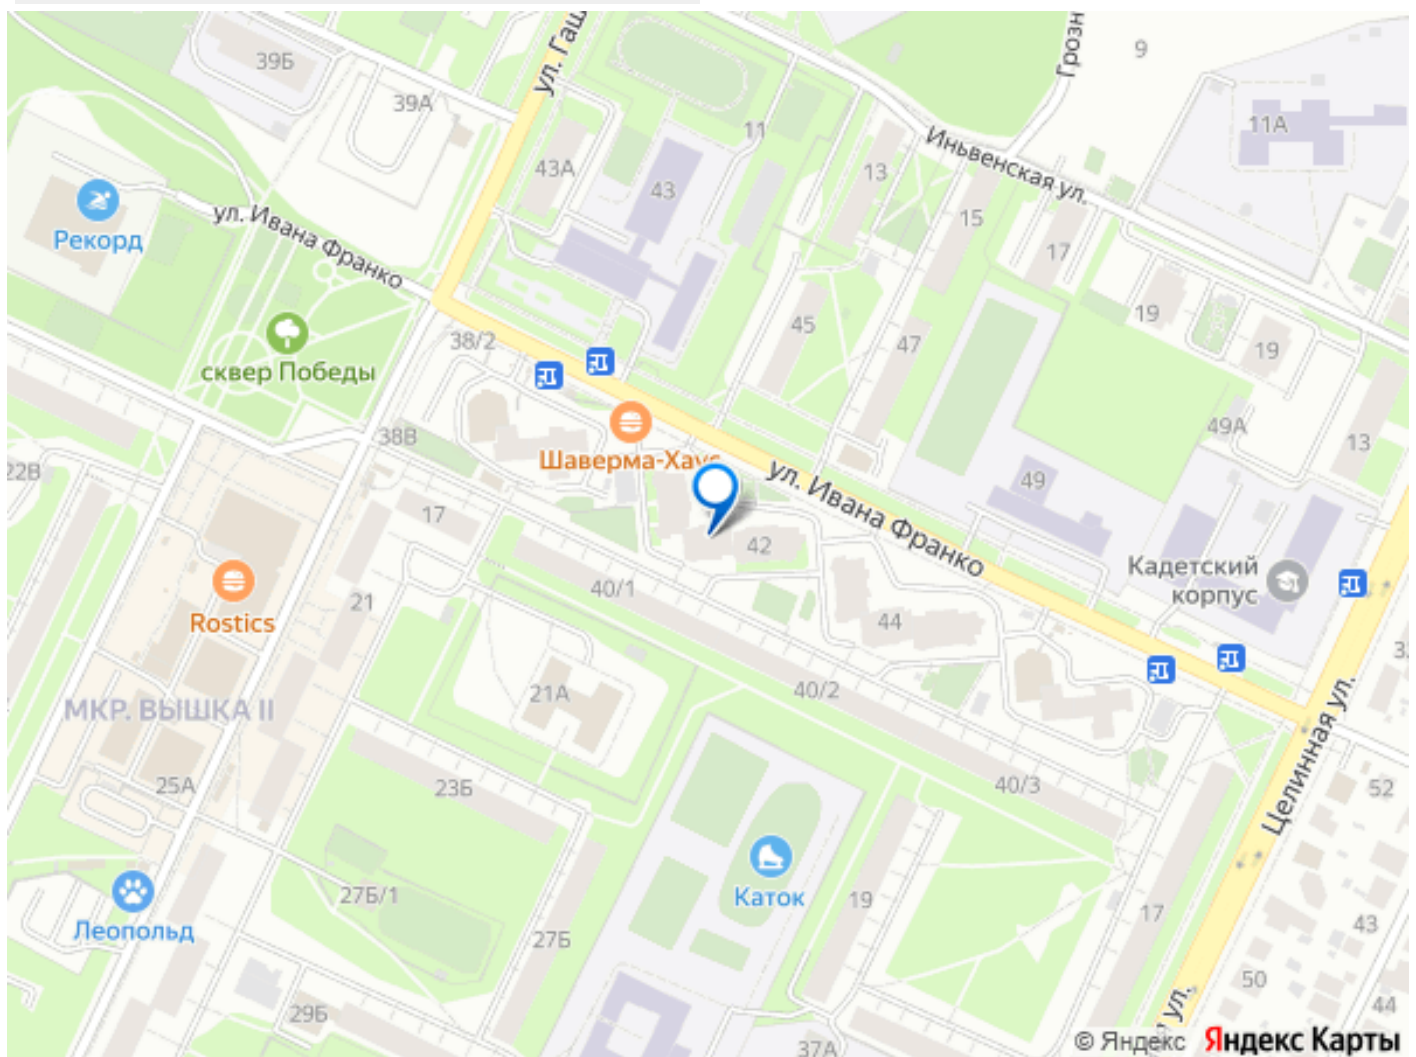 39Б
ул. Гаш
Грозн
9
39А
11А
43А
11
13
Иньвенская ул.
43
15
17
Рекорд
ул. Ивана Франко
19
45
47
19
38/2
сквер Победы
Шаверма-Хаус
49А
13
38В
22В
17
ул. Ивана Франко
49
42
Кадетский
корпус
Rostics
21
40/1
44
21А
40/2
МКР. ВЫШКА II
25А
23Б
40/3
Целинная ул.
52
Каток
27Б/1
19
17
Леопольд
27Б
43
50
29Б
44
37А
ул.
© Яндекс
Яндекс Карты